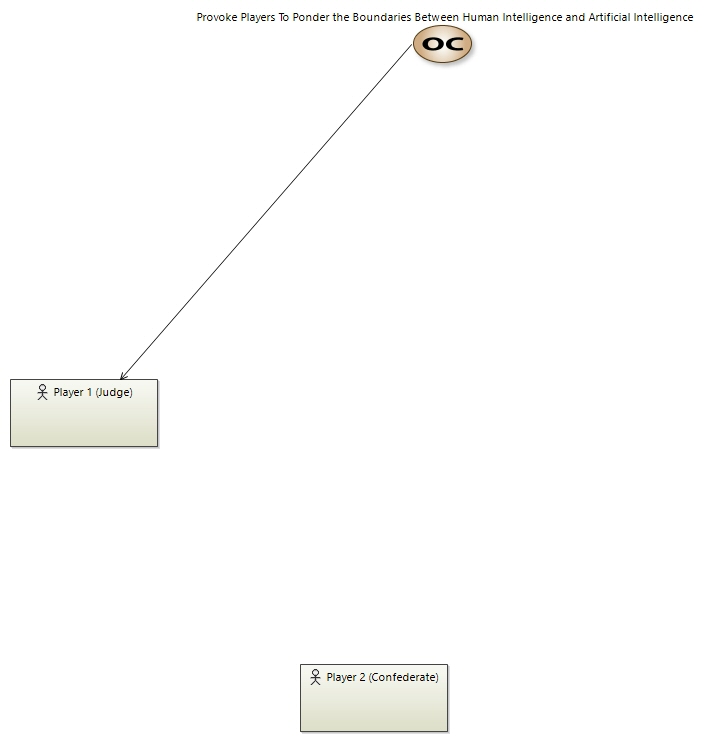 Provoke Players To Ponder the Boundaries Between Human Intelligence and Artificial Intelligence
OC
Player 1 (Judge)
Player 2 (Confederate)